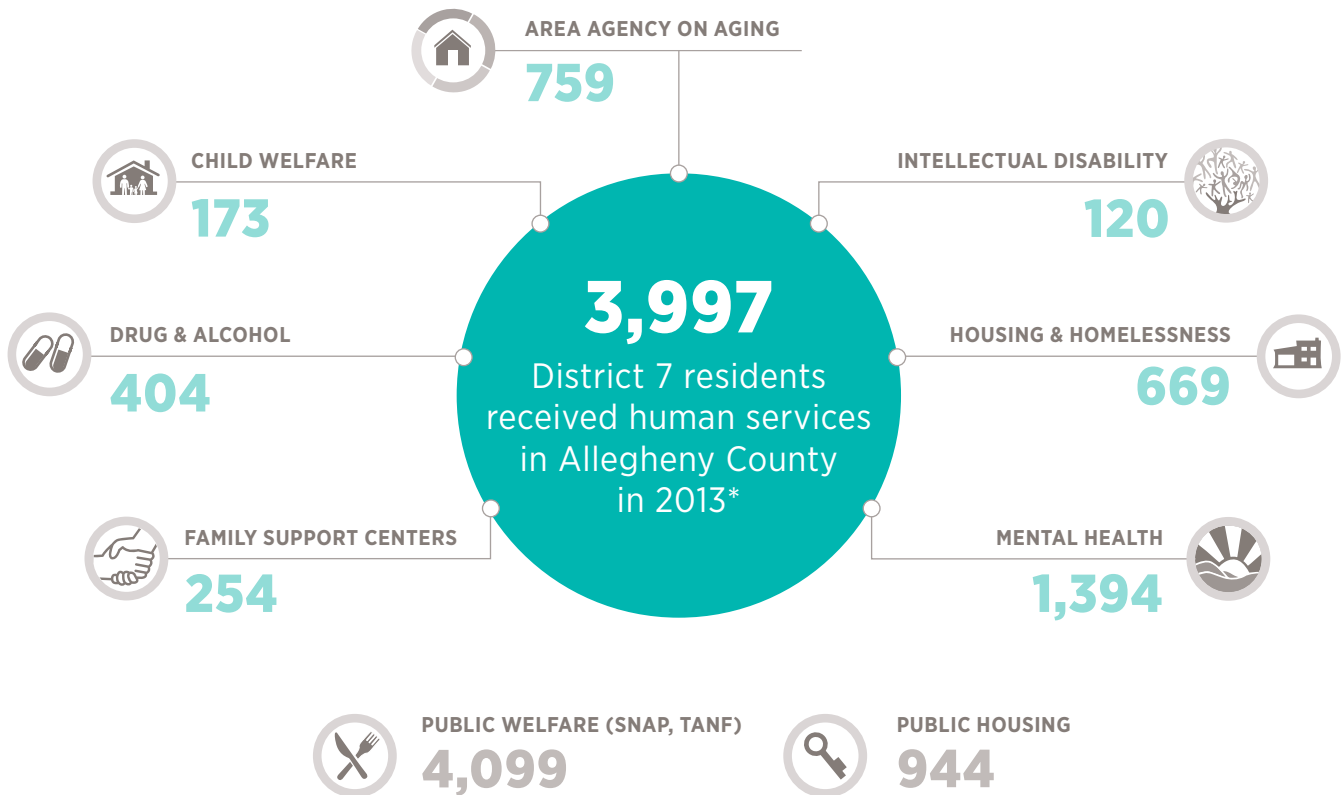 AREA AGENCY ON AGING
759
CHILD WELFARE
173
INTELLECTUAL DISABILITY
120
DRUG & ALCOHOL
404
HOUSING & HOMELESSNESS
669
3,997
District 7 residents
received human services
in Allegheny County
in 2013*
FAMILY SUPPORT CENTERS
254
MENTAL HEALTH
1,394
PUBLIC WELFARE (SNAP, TANF)
4,099
PUBLIC HOUSING
944